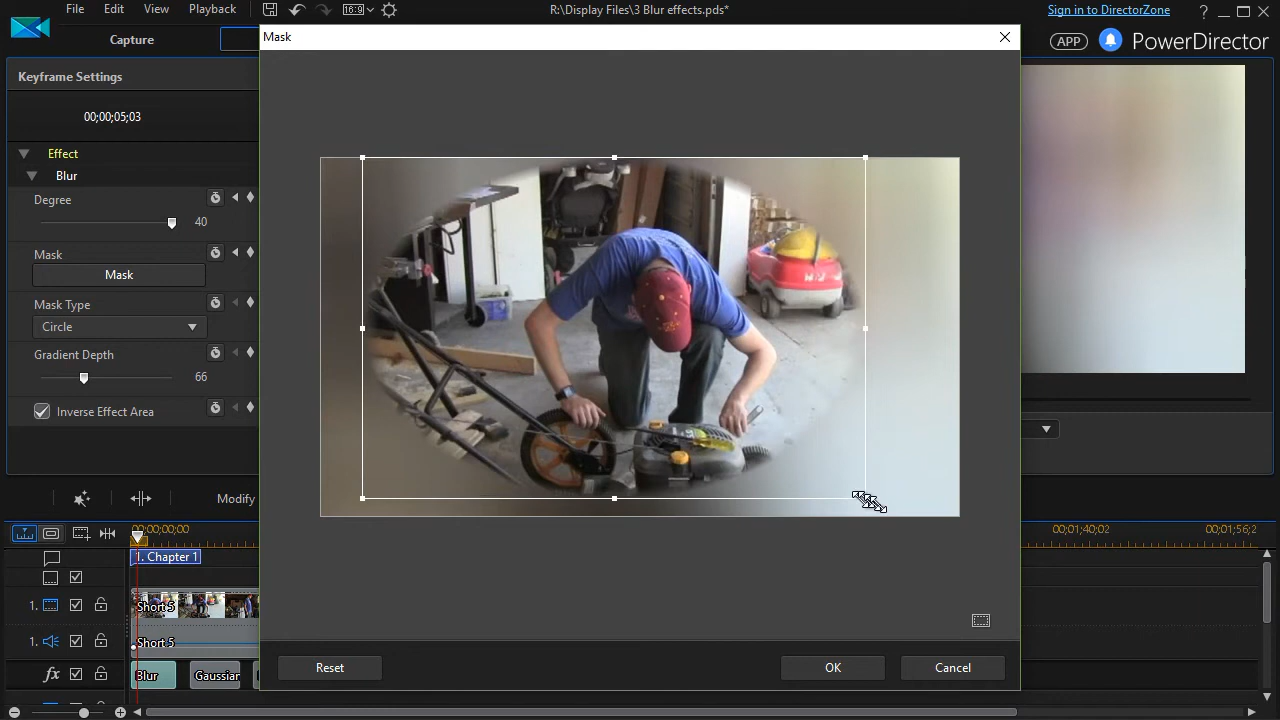 File Edit View Playback
16:9
R:\Display Files\3 Blur effects.pds*
Sign in to DirectorZone
?
Capture
APP
PowerDirector
Mask
Keyframe Settings
00;00;05;03
Effect
Blur
Degree
40
Mask
Mask
Mask Type
Circle
Gradient Depth
66
Inverse Effect Area
Modify
00;00;00;00
00;01;40;02
00;01;56;2
1. Chapter 1
1.
Short 5
1.
Short 5
fx
Blur
Gaussiar
Reset
OK
Cancel